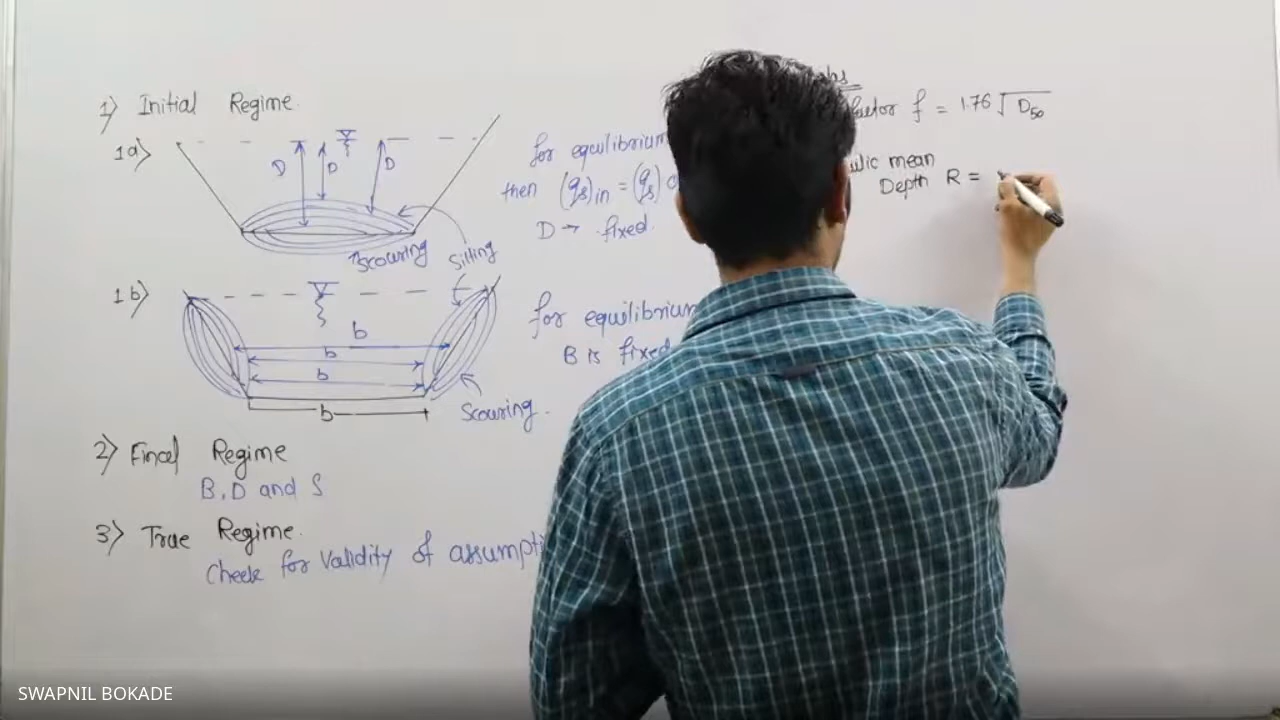 1) Initial Regime.
1a)
D D D
Scouring Silting
for equilibrium
then (qs)in = (qs)
D → fixed.
1b)
b
b
b
b
Scouring.
for equilibrium
B is fixed
2) Final Regime
B, D and S
3) True Regime.
Check for Validity of assumpti
factor f = 1.76 √D50
ulic mean
Depth R =
SWAPNIL BOKADE